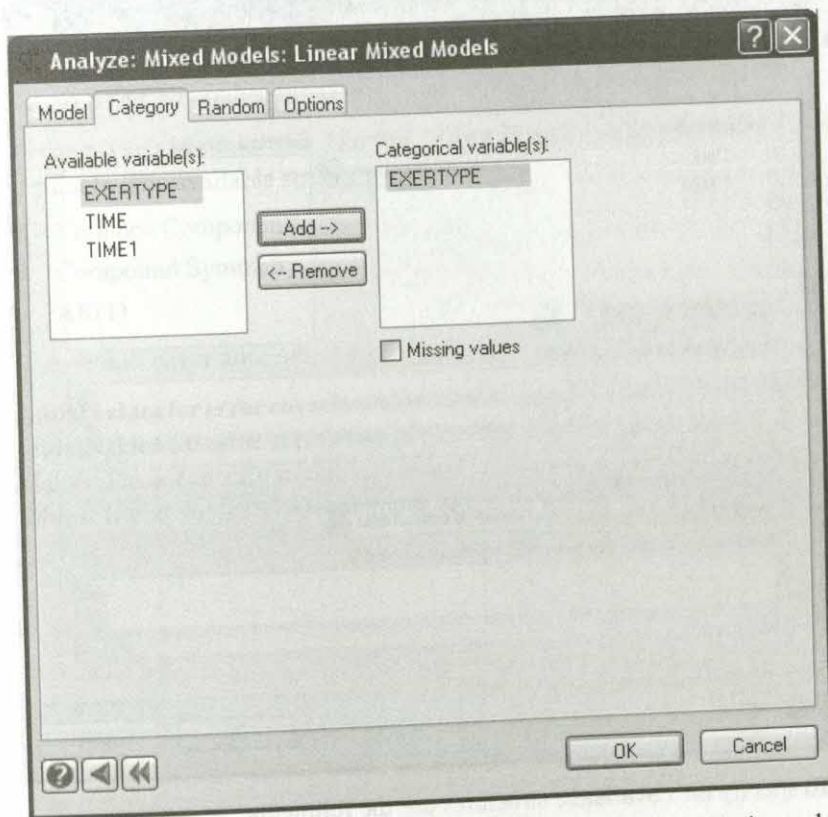 Analyze: Mixed Models: Linear Mixed Models
Model Category Random Options
Available variable(s): Categorical variable(s):
EXERTYPE EXERTYPE
TIME
TIME1
Add -->
<-- Remove
Missing values
OK Cancel